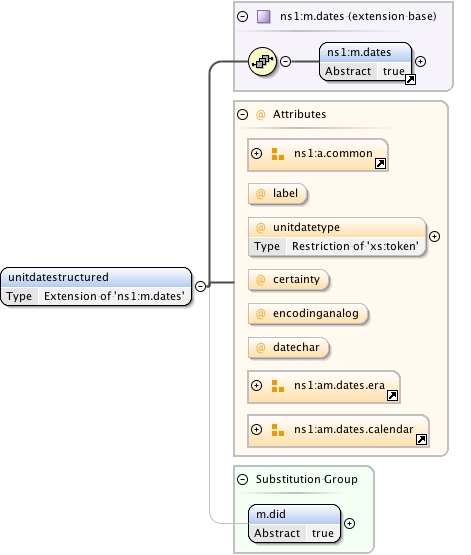 ns1:m.dates (extension base)
ns1:m.dates
Abstract true
@ Attributes
ns1:a.common
@ label
@ unitdatetype
Type Restriction of 'xs:token'
unitdatestructured
Type Extension of 'ns1:m.dates'
@ certainty
@ encodinganalog
@ datechar
ns1:am.dates.era
ns1:am.dates.calendar
Substitution Group
m.did
Abstract true